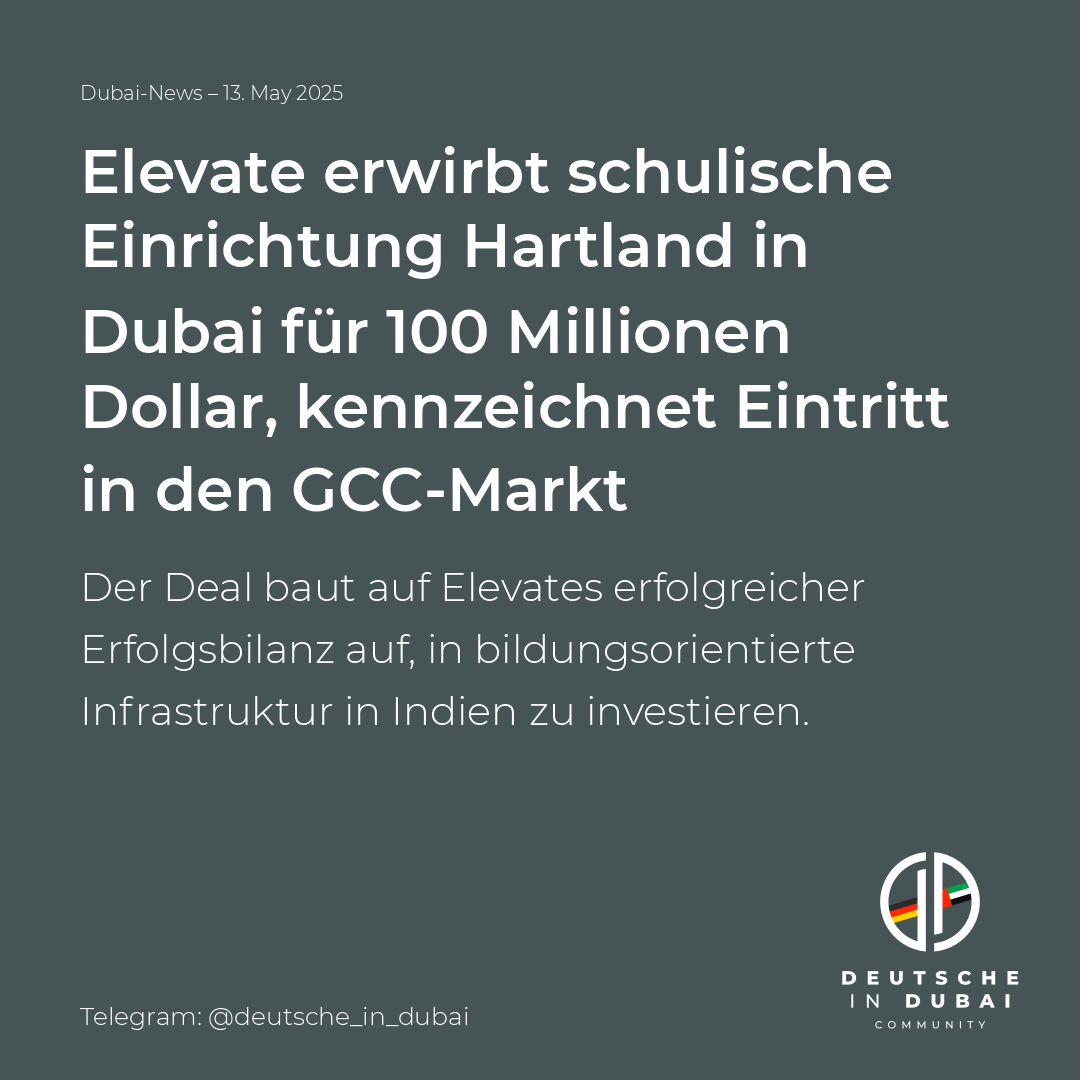 Dubai-News – 13. May 2025
Elevate erwirbt schulische
Einrichtung Hartland in
Dubai für 100 Millionen
Dollar, kennzeichnet Eintritt
in den GCC-Markt
Der Deal baut auf Elevates erfolgreicher
Erfolgsbilanz auf, in bildungsorientierte
Infrastruktur in Indien zu investieren.
DEUTSCHE
IN DUBAI
COMMUNITY
Telegram: @deutsche_in_dubai